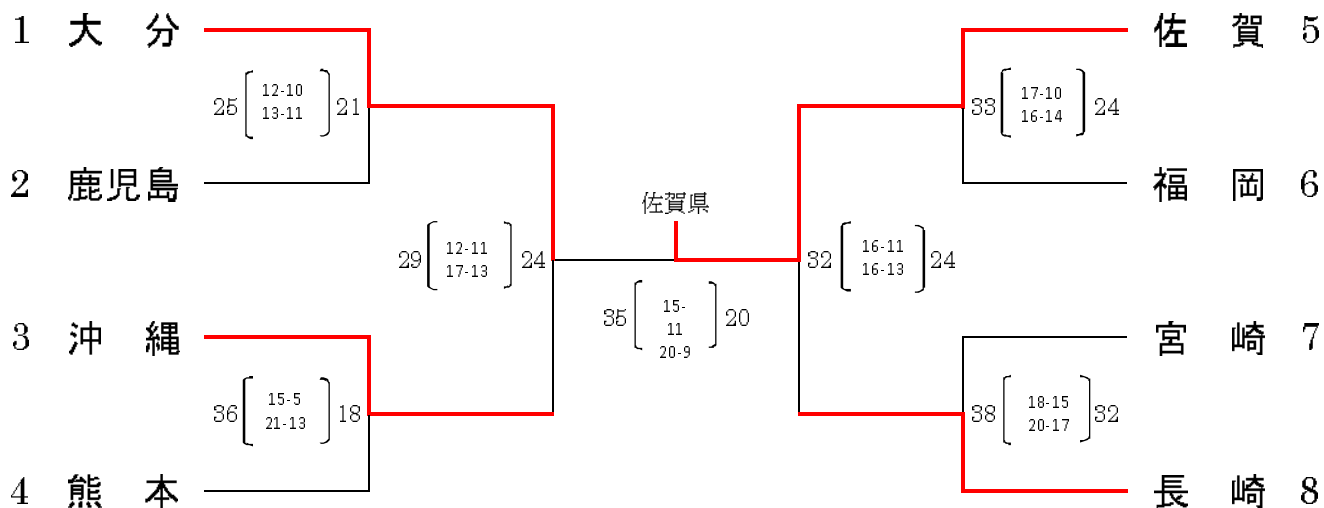 1 大 分
25 12-10 21
13-11
2 鹿児島
29 12-11 24
17-13
3 沖 縄
36 15-5 18
21-13
4 熊 本
佐賀県
35 15- 20
11
20-9
佐 賀 5
33 17-10 24
16-14
福 岡 6
32 16-11 24
16-13
宮 崎 7
38 18-15 32
20-17
長 崎 8